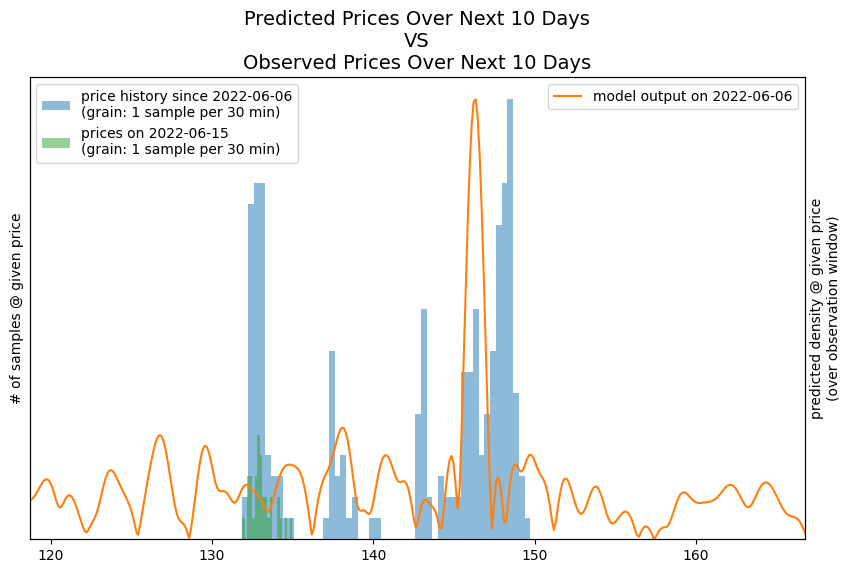 Predicted Prices Over Next 10 Days
VS
Observed Prices Over Next 10 Days
price history since 2022-06-06
(grain: 1 sample per 30 min)
prices on 2022-06-15
(grain: 1 sample per 30 min)
model output on 2022-06-06
# of samples @ given price
predicted density @ given price
(over observation window)
120
130
140
150
160